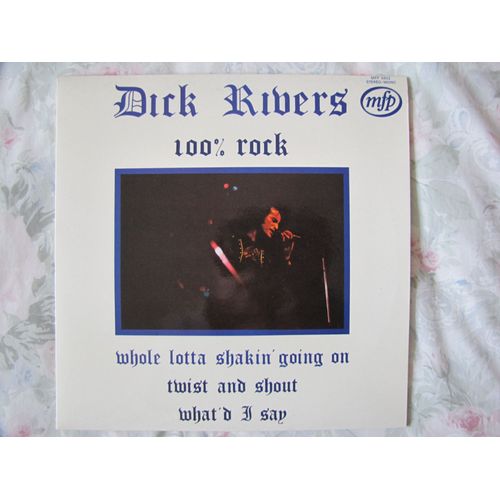 Dick Rivers
mfp
100% rock
whole lotta shakin' going on
twist and shout
what'd I say